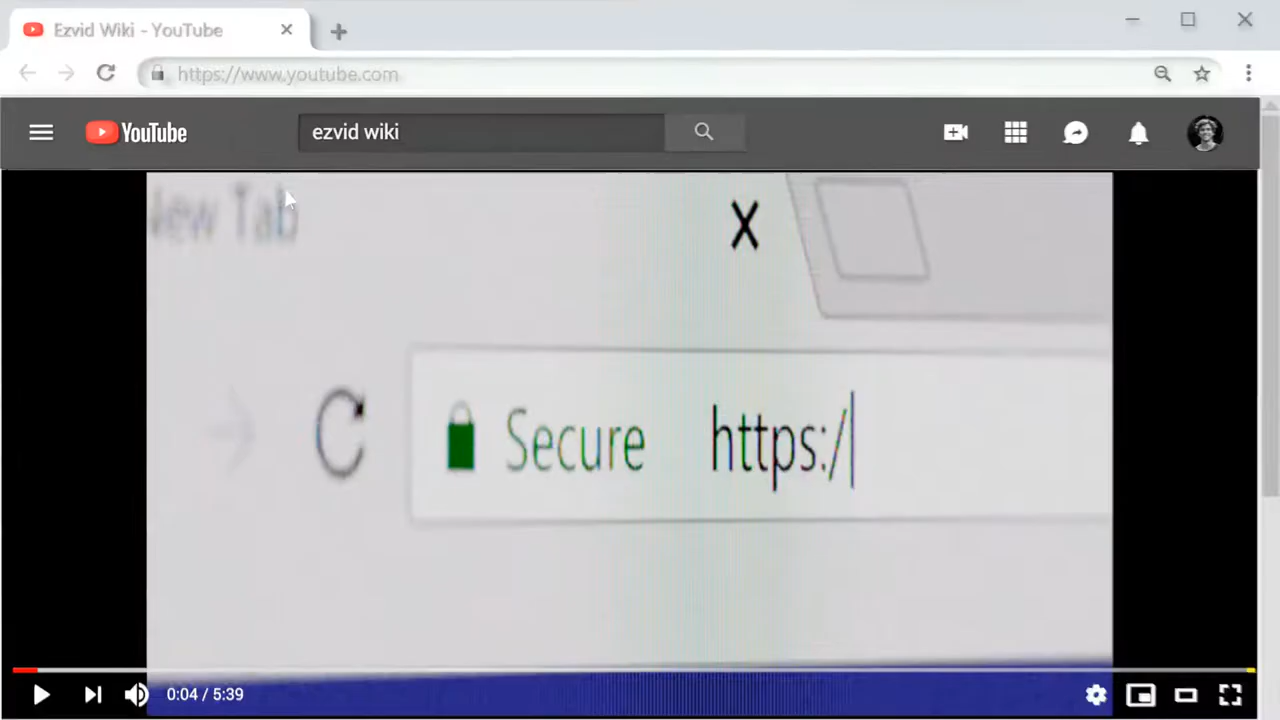 Ezvid Wiki - YouTube
https://www.youtube.com
YouTube
ezvid wiki
New Tab
X
Secure https:/
0:04 / 5:39